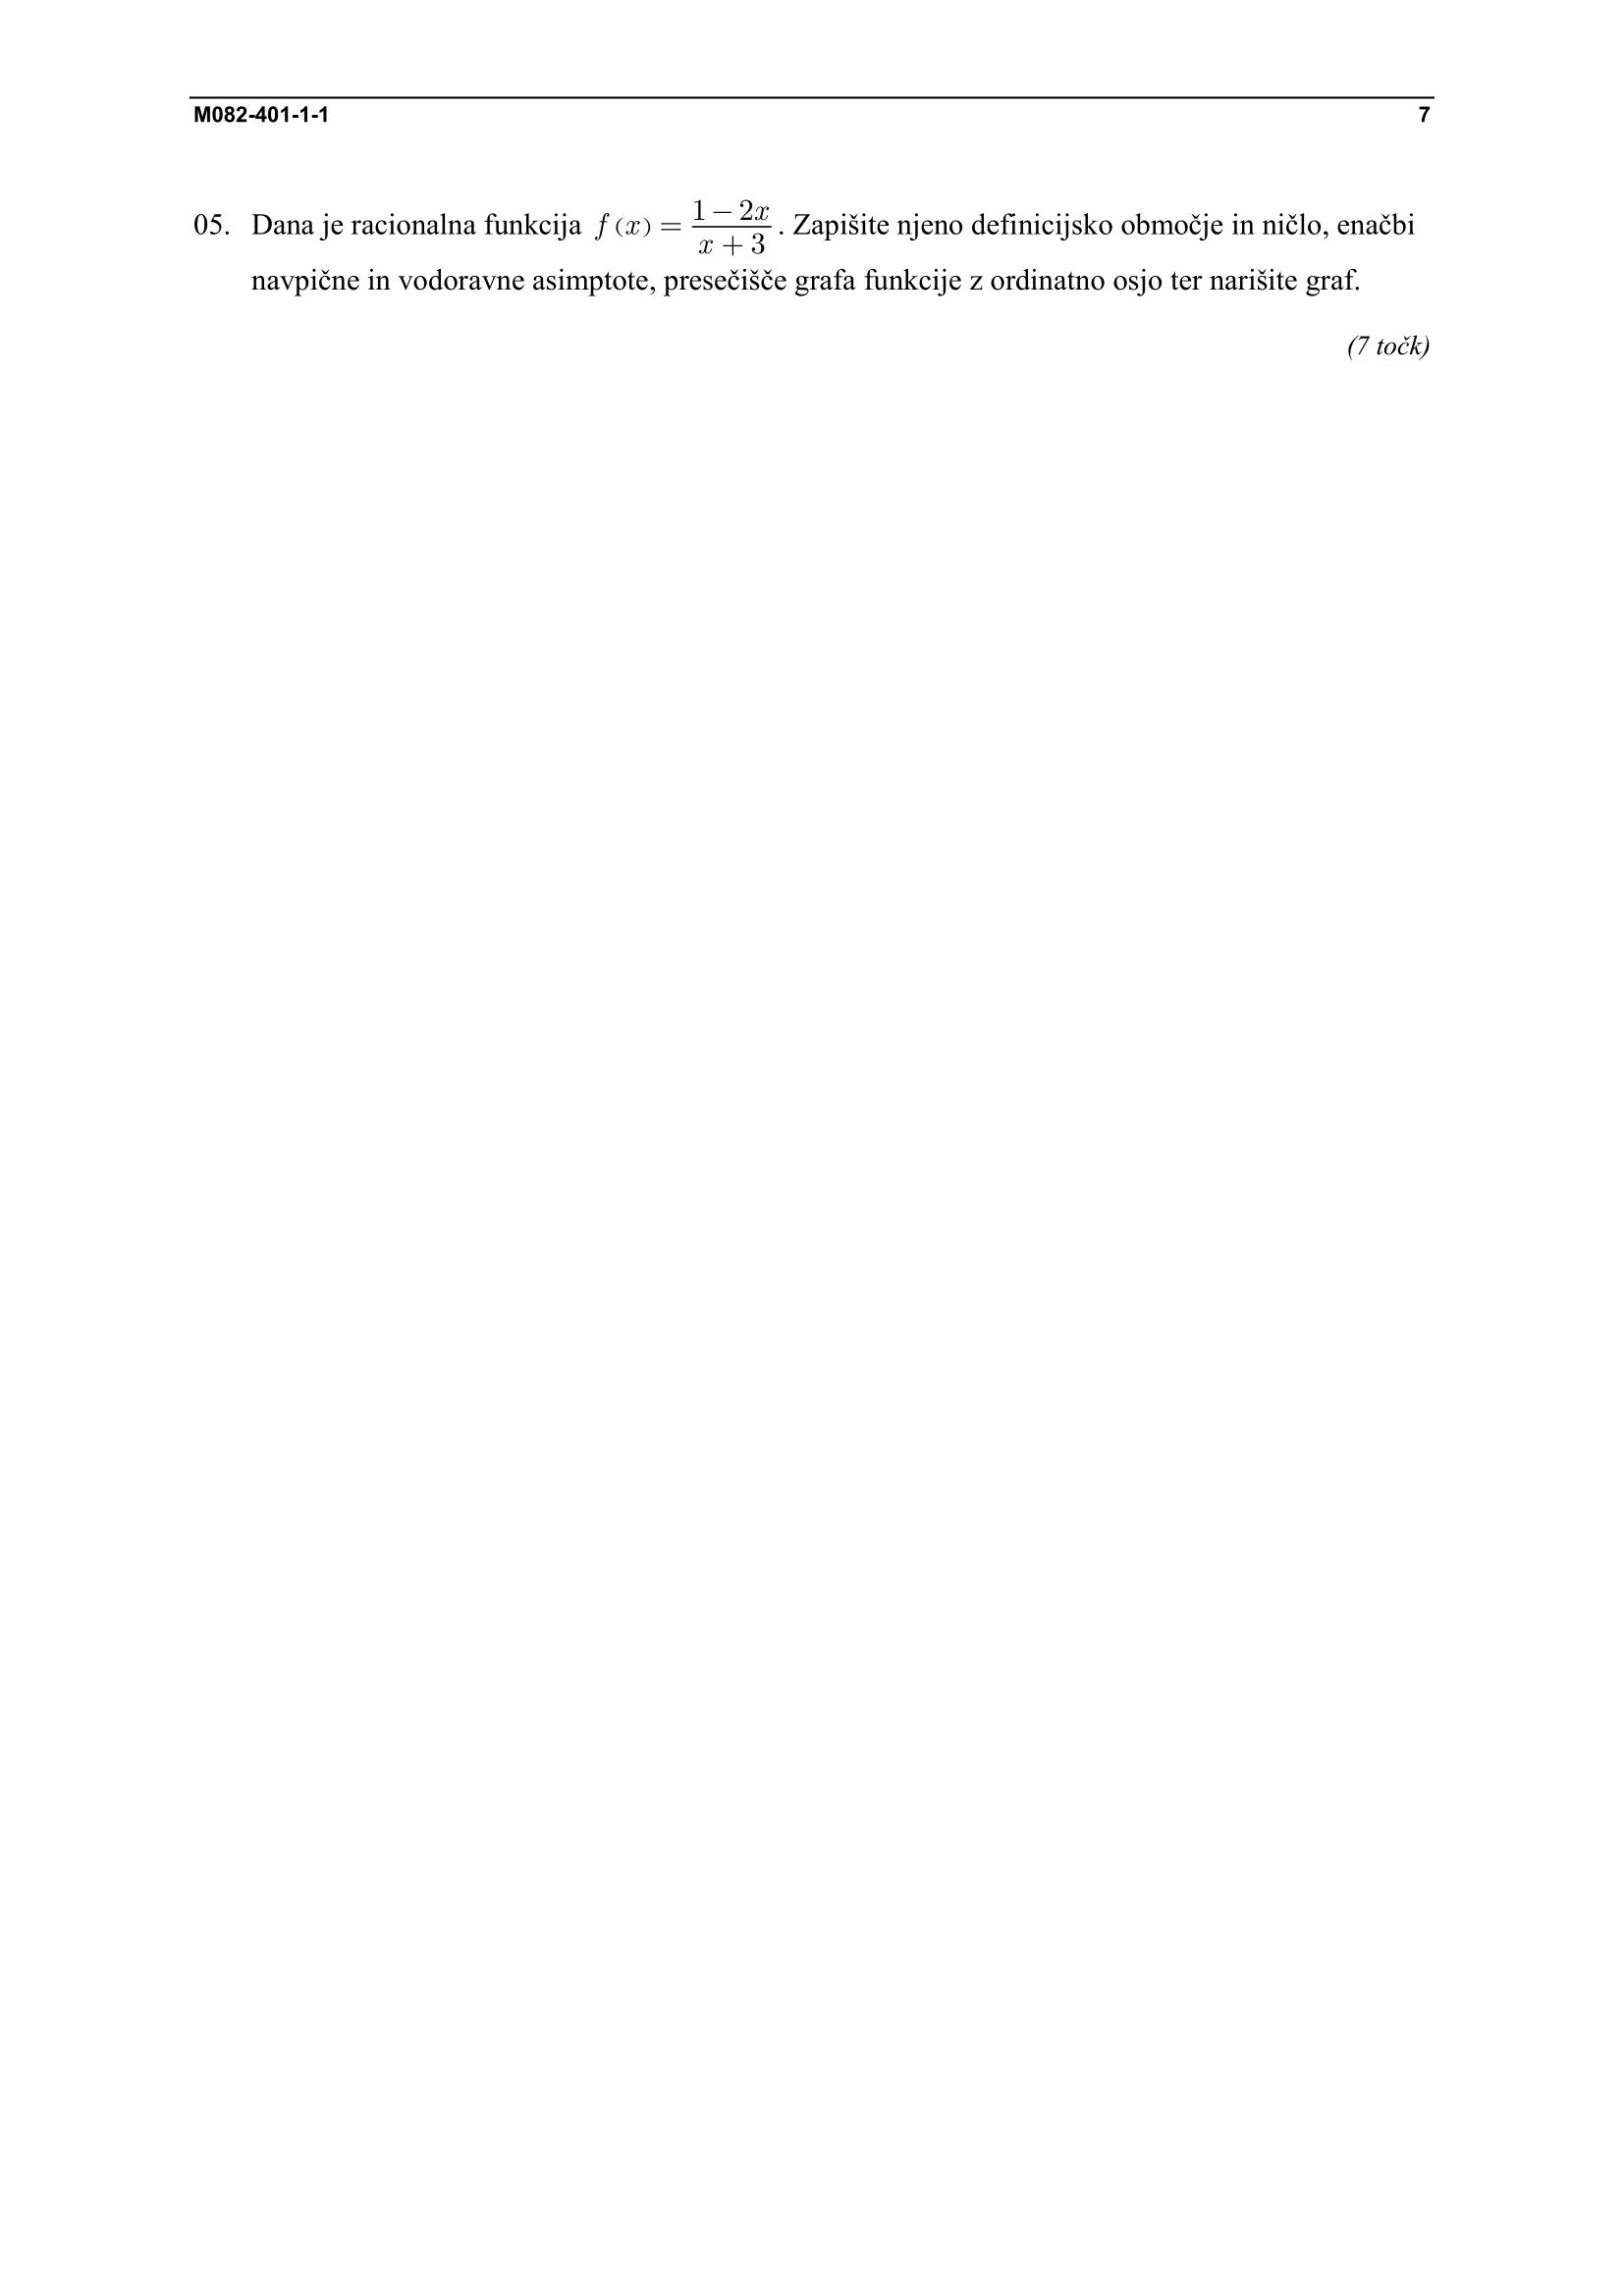 M082-401-1-1 7
05. Dana je racionalna funkcija f(x) = \frac{1 − 2x}{x + 3}. Zapišite njeno definicijsko območje in ničlo, enačbi
navpične in vodoravne asimptote, presečišče grafa funkcije z ordinatno osjo ter narišite graf.
(7 točk)